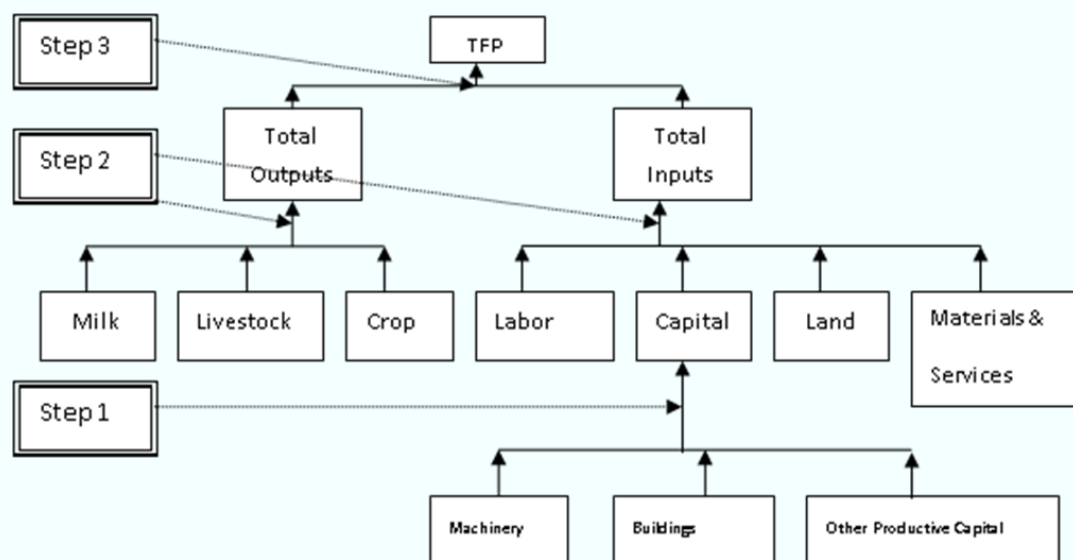 Step 3
TFP
Total
Outputs
Total
Inputs
Step 2
Milk
Livestock
Crop
Labor
Capital
Land
Materials &
Services
Step 1
Machinery
Buildings
Other Productive Capital